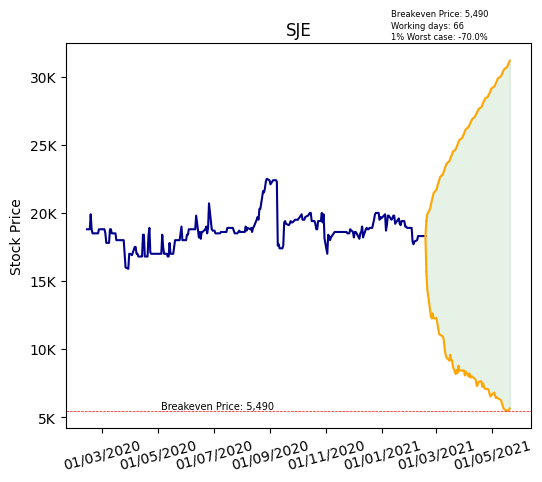 Breakeven Price: 5,490
Working days: 66
1% Worst case: -70.0%
SJE
Stock Price
30K
25K
20K
15K
10K
5K
Breakeven Price: 5,490
01/03/2020
01/05/2020
01/07/2020
01/09/2020
01/11/2020
01/01/2021
01/03/2021
01/05/2021